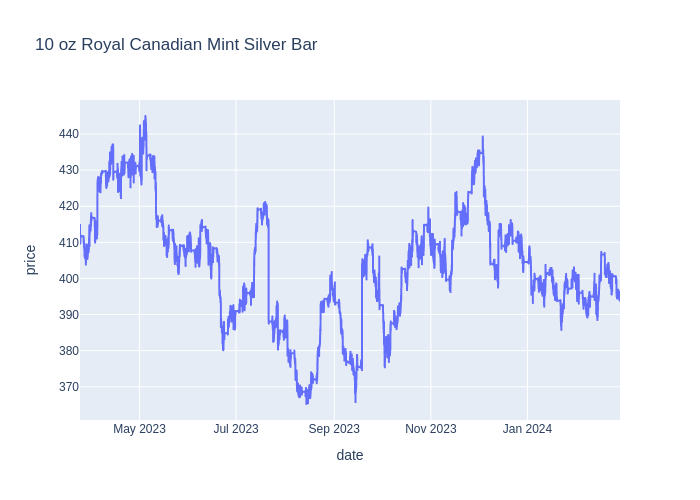 10 oz Royal Canadian Mint Silver Bar
440
430
420
410
400
390
380
370
price
May 2023
Jul 2023
Sep 2023
Nov 2023
Jan 2024
date